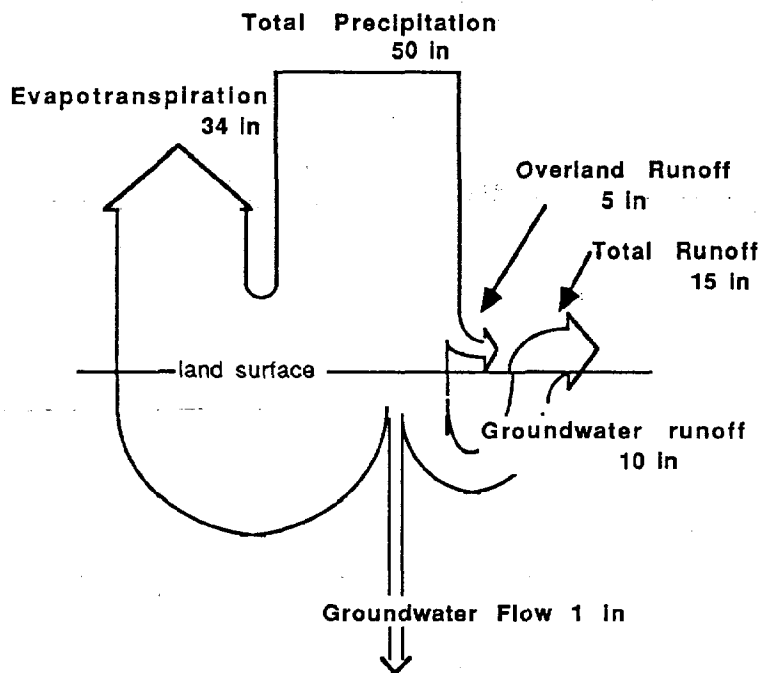 Total Precipitation
50 in
Evapotranspiration
34 in
Overland Runoff
5 in
Total Runoff
15 in
land surface
Groundwater runoff
10 in
Groundwater Flow 1 in